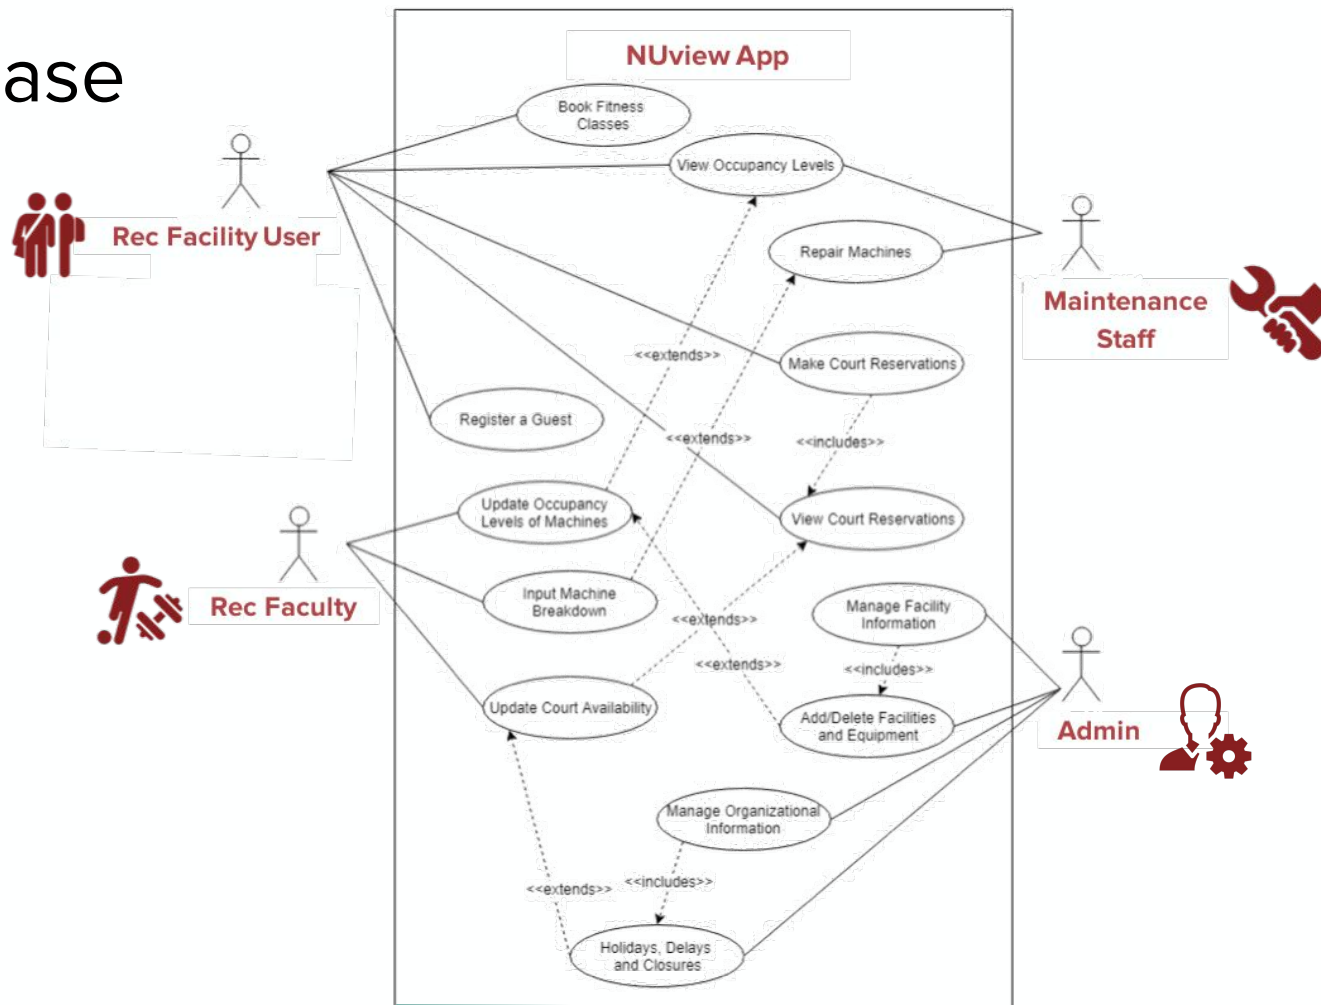 ase
NUview App
Book Fitness
Classes
View Occupancy Levels
Rec Facility User
Repair Machines
Maintenance
Staff
<<extends>>
Make Court Reservations
Register a Guest
<<extends>>
<<includes>>
Update Occupancy
Levels of Machines
View Court Reservations
Rec Faculty
Input Machine
Breakdown
Manage Facility
Information
<<extends>>
<<extends>>
<<includes>>
Update Court Availability
Add/Delete Facilities
and Equipment
Admin
Manage Organizational
Information
<<extends>>
<<includes>>
Holidays, Delays
and Closures